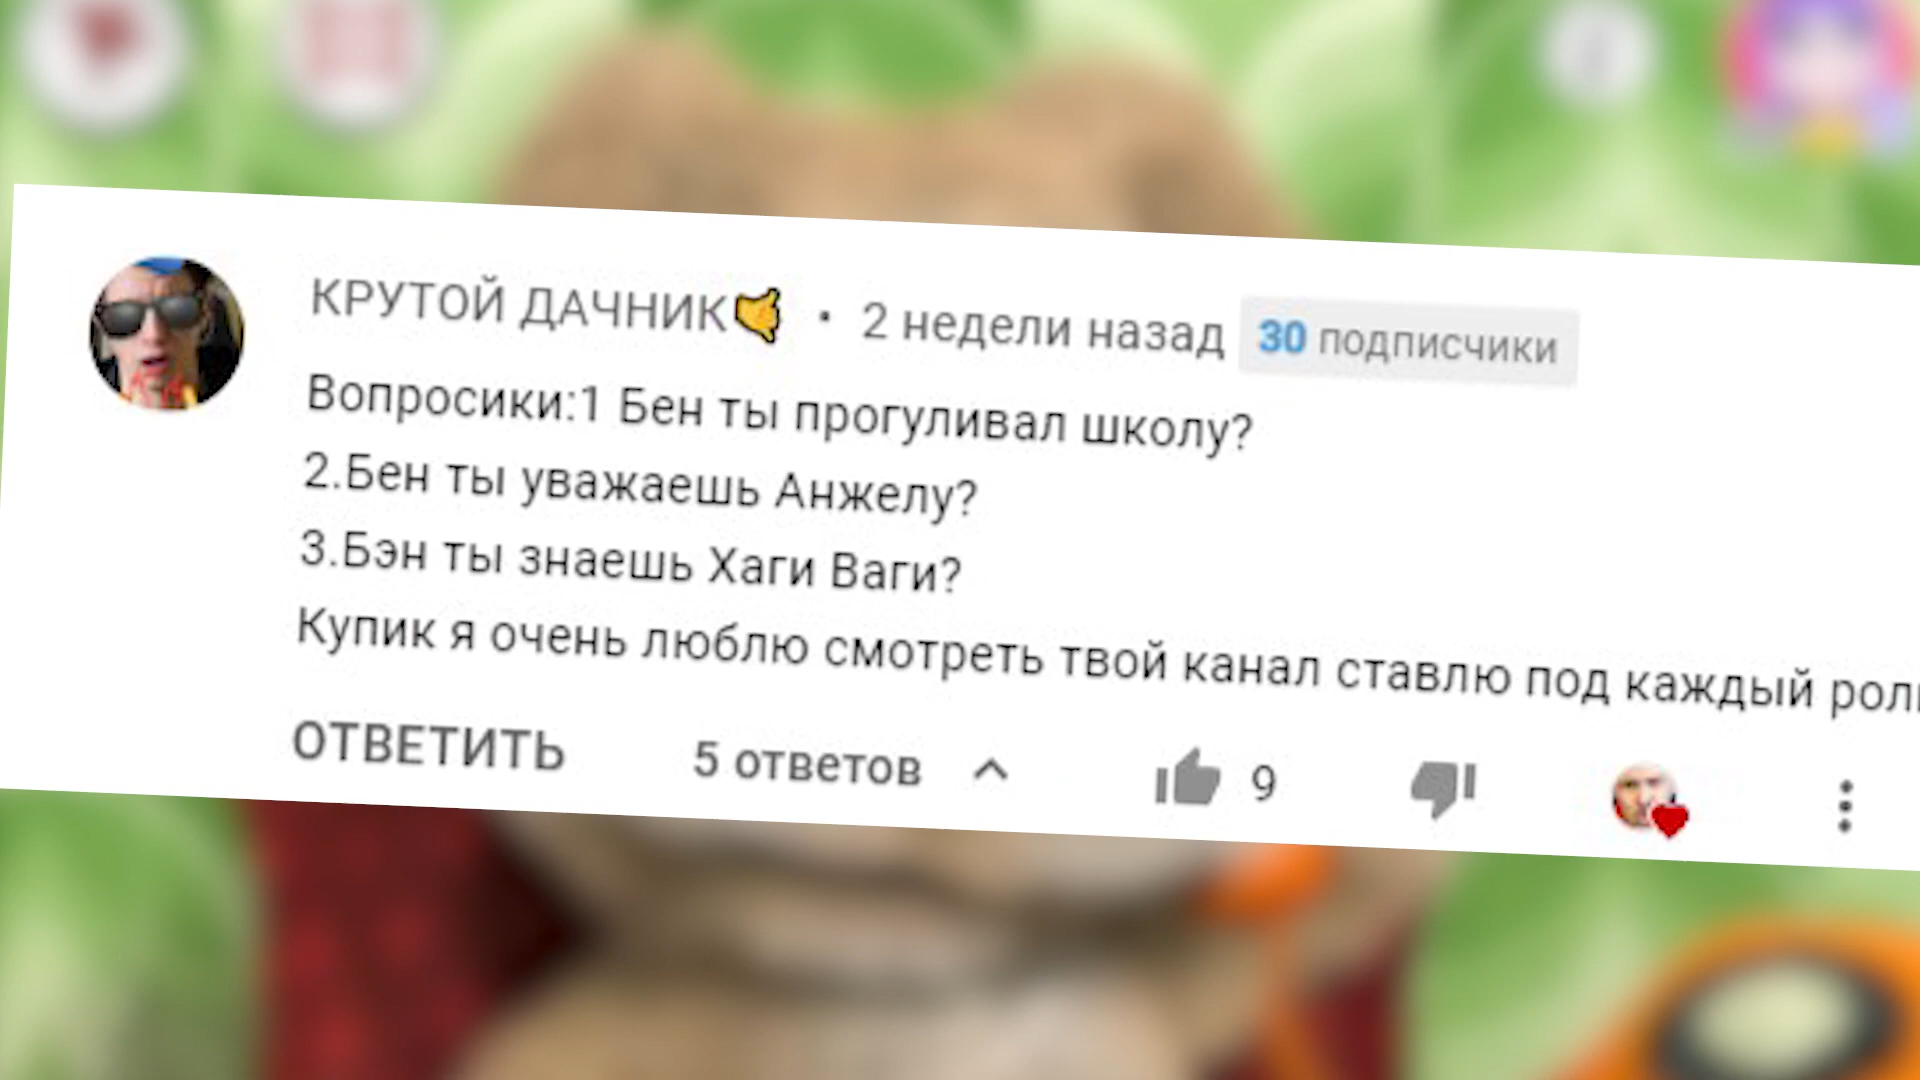 КРУТОЙ ДАЧНИК🤙 • 2 недели назад 30 подписчики
Вопросики:1 Бен ты прогуливал школу?
2.Бен ты уважаешь Анжелу?
3.Бэн ты знаешь Хаги Ваги?
Купик я очень люблю смотреть твой канал ставлю под каждый
ОТВЕТИТЬ 5 ответов 9